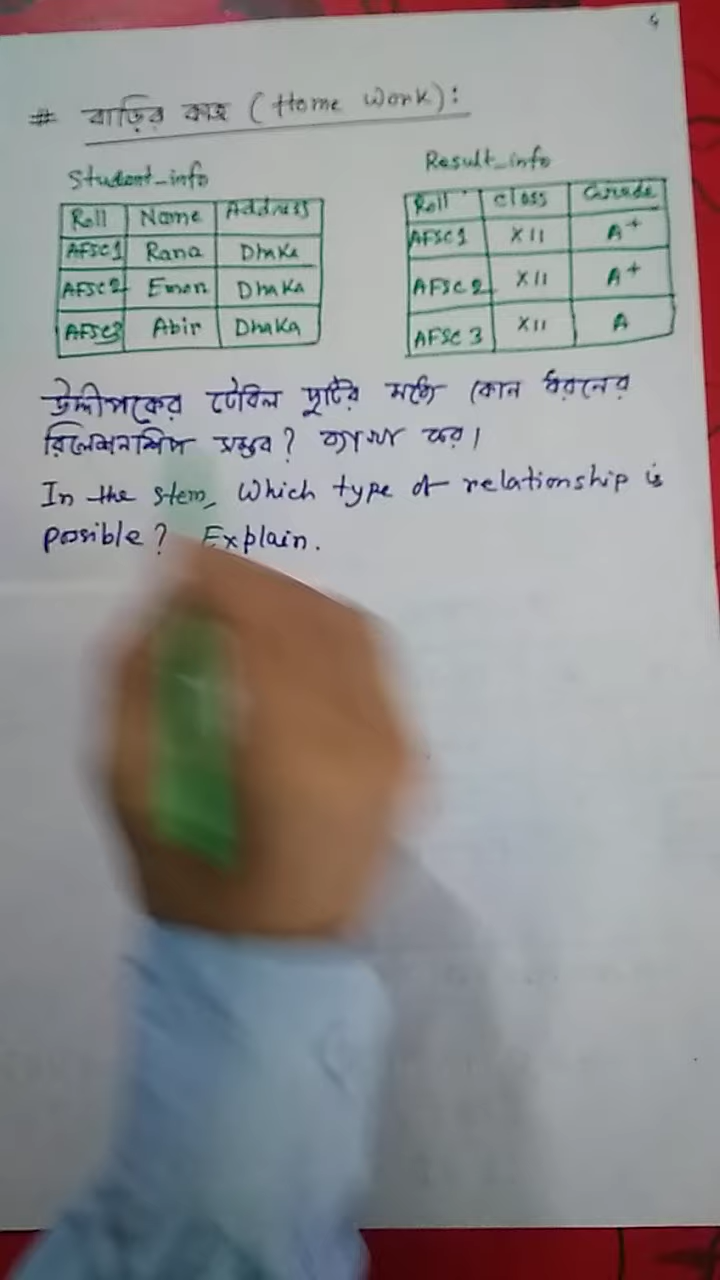 # বাড়ির কাজ (Home Work):
Student_info
Roll Name Address
AFSC1 Rana Dhaka
AFSC2 Emon Dhaka
AFSC3 Abir Dhaka
Result_info
Roll Class Grade
AFSC1 XII A+
AFSC2 XII A+
AFSC3 XII A
উদ্দীপকের টেবিল দুটির মধ্যে কোন ধরনের
রিলেশনশিপ সম্ভব? ব্যাখ্যা কর।
In the stem, Which type of relationship is
possible? Explain.